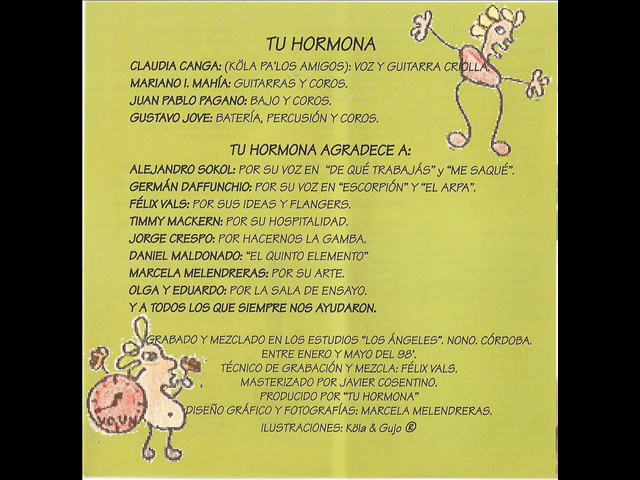 TU HORMONA
CLAUDIA CANGA: (KÖLA PA'LOS AMIGOS): VOZ Y GUITARRA CRIOLLA.
MARIANO I. MAHÍA: GUITARRAS Y COROS.
JUAN PABLO PAGANO: BAJO Y COROS.
GUSTAVO JOVE: BATERÍA, PERCUSIÓN Y COROS.
TU HORMONA AGRADECE A:
ALEJANDRO SOKOL: POR SU VOZ EN "DE QUÉ TRABAJÁS" y "ME SAQUÉ".
GERMÁN DAFFUNCHIO: POR SU VOZ EN "ESCORPIÓN" Y "EL ARPA".
FÉLIX VALS: POR SUS IDEAS Y FLANGERS.
TIMMY MACKERN: POR SU HOSPITALIDAD.
JORGE CRESPO: POR HACERNOS LA GAMBA.
DANIEL MALDONADO: "EL QUINTO ELEMENTO"
MARCELA MELENDRERAS: POR SU ARTE.
OLGA Y EDUARDO: POR LA SALA DE ENSAYO.
Y A TODOS LOS QUE SIEMPRE NOS AYUDARON.
GRABADO Y MEZCLADO EN LOS ESTUDIOS "LOS ÁNGELES". NONO. CÓRDOBA.
ENTRE ENERO Y MAYO DEL 98'.
TÉCNICO DE GRABACIÓN Y MEZCLA: FÉLIX VALS.
MASTERIZADO POR JAVIER COSENTINO.
PRODUCIDO POR "TU HORMONA"
DISEÑO GRÁFICO Y FOTOGRAFÍAS: MARCELA MELENDRERAS.
ILUSTRACIONES: Köla & Gujo ®